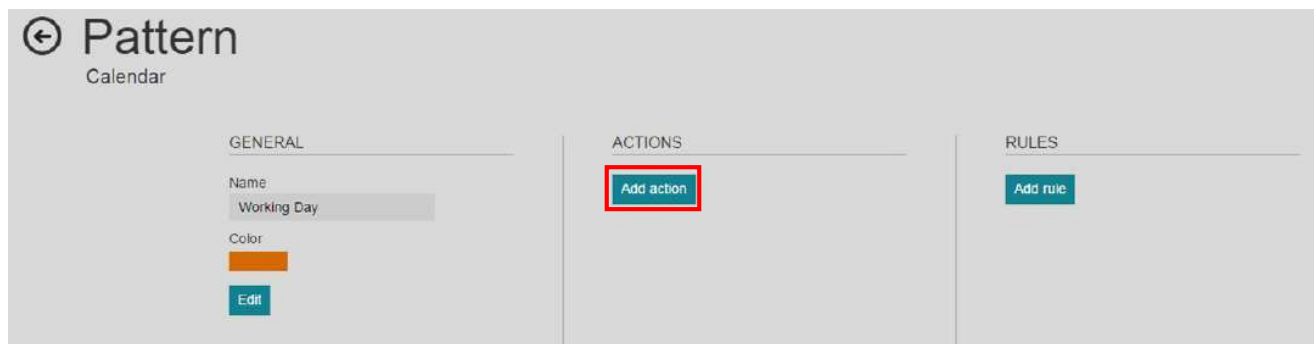 Pattern
Calendar
GENERAL
Name
Working Day
Color
Edit
ACTIONS
Add action
RULES
Add rule